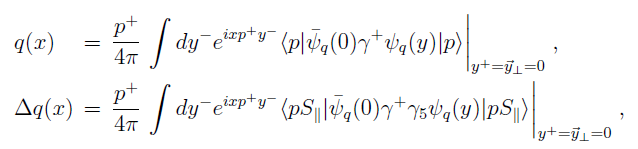 q(x) = \frac{p^+}{4\pi} \int dy^- e^{ixp^+y^-} \langle p|\bar{\psi}_q(0)\gamma^+\psi_q(y)|p\rangle \Big|_{y^+=\vec{y}_\perp=0} ,
\Delta q(x) = \frac{p^+}{4\pi} \int dy^- e^{ixp^+y^-} \langle pS_\parallel|\bar{\psi}_q(0)\gamma^+\gamma_5\psi_q(y)|pS_\parallel\rangle \Big|_{y^+=\vec{y}_\perp=0} ,